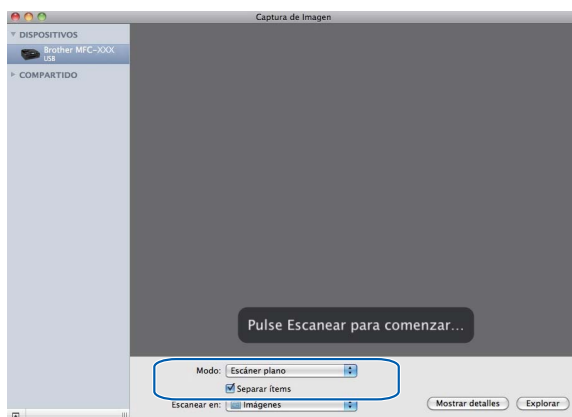 Captura de Imagen
DISPOSITIVOS
Brother MFC-XXX
USB
COMPARTIDO
Pulse Escanear para comenzar...
Modo: Escáner plano
Separar ítems
Escanear en: Imágenes
Mostrar detalles
Explorar